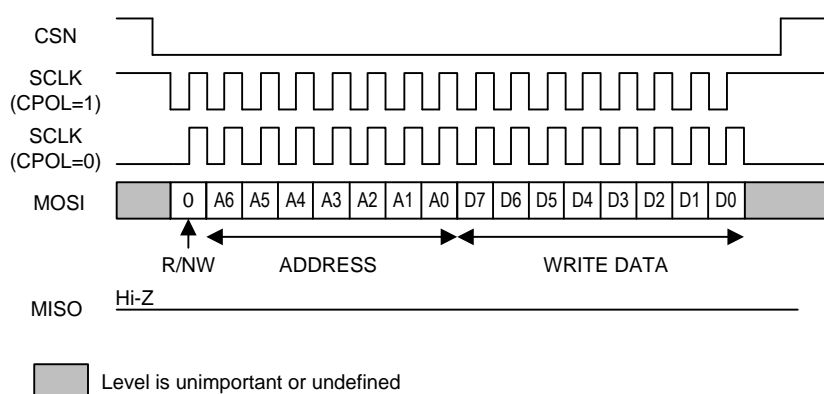 CSN
SCLK
(CPOL=1)
SCLK
(CPOL=0)
MOSI 0 A6 A5 A4 A3 A2 A1 A0 D7 D6 D5 D4 D3 D2 D1 D0
R/NW ADDRESS WRITE DATA
MISO Hi-Z
Level is unimportant or undefined